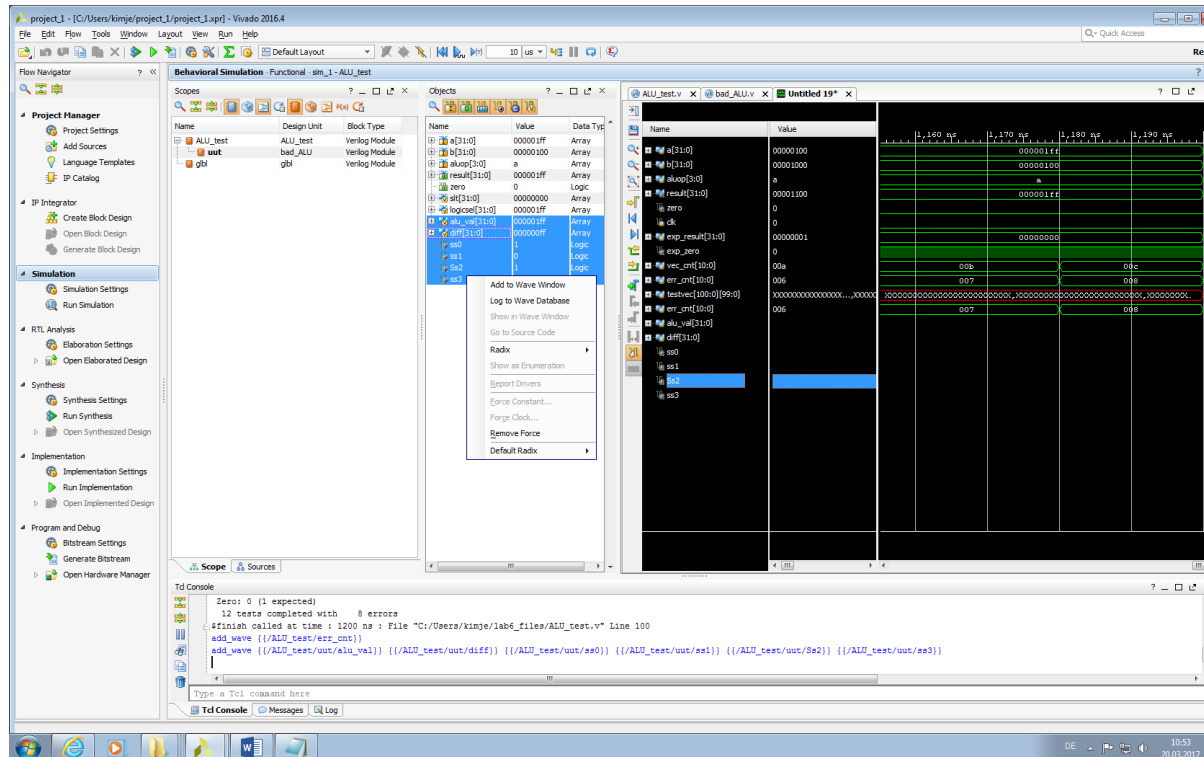 project_1 - [C:/Users/kimje/project_1/project_1.xpr] - Vivado 2016.4
File Edit Flow Tools Window Layout View Run Help
Q- Quick Access
Default Layout
10 us
Re
Flow Navigator
Behavioral Simulation - Functional - sim_1 - ALU_test
Project Manager
Project Settings
Add Sources
Language Templates
IP Catalog
IP Integrator
Create Block Design
Open Block Design
Generate Block Design
Simulation
Simulation Settings
Run Simulation
RTL Analysis
Elaboration Settings
Open Elaborated Design
Synthesis
Synthesis Settings
Run Synthesis
Open Synthesized Design
Implementation
Implementation Settings
Run Implementation
Open Implemented Design
Program and Debug
Bitstream Settings
Generate Bitstream
Open Hardware Manager
Scopes
Name Design Unit Block Type
ALU_test ALU_test Verilog Module
uut bad_ALU Verilog Module
glbl glbl Verilog Module
Scope Sources
Objects
Name Value Data Typ
a[31:0] 000001ff Array
b[31:0] 00000100 Array
aluop[3:0] a Array
result[31:0] 000001ff Array
zero 0 Logic
slt[31:0] 00000000 Array
logicsel[31:0] 000001ff Array
alu_val[31:0] 000001ff Array
diff[31:0] 000000ff Array
ss0 1 Logic
ss1 0 Logic
Ss2 1 Logic
ss3
Add to Wave Window
Log to Wave Database
Show in Wave Window
Go to Source Code
Radix
Show as Enumeration
Report Drivers
Force Constant...
Force Clock...
Remove Force
Default Radix
ALU_test.v bad_ALU.v Untitled 19*
Name Value
1,160 ns 1,170 ns 1,180 ns 1,190 ns
a[31:0] 00000100 000001ff
b[31:0] 00001000 00000100
aluop[3:0] a a
result[31:0] 00001100 000001ff
zero 0
clk 0
exp_result[31:0] 00000001 00000000
exp_zero 0
vec_cnt[10:0] 00a 00b 00c
err_cnt[10:0] 006 007 008
testvec[100:0][99:0]
err_cnt[10:0] 006 007 008
alu_val[31:0]
diff[31:0]
ss0
ss1
Ss2
ss3
Tcl Console
Zero: 0 (1 expected)
12 tests completed with 8 errors
$finish called at time : 1200 ns : File "C:/Users/kimje/lab6_files/ALU_test.v" Line 100
add_wave {{/ALU_test/err_cnt}}
add_wave {{/ALU_test/uut/alu_val}} {{/ALU_test/uut/diff}} {{/ALU_test/uut/ss0}} {{/ALU_test/uut/ss1}} {{/ALU_test/uut/Ss2}} {{/ALU_test/uut/ss3}}
Type a Tcl command here
Tcl Console Messages Log
DE
10:53
20.03.2017